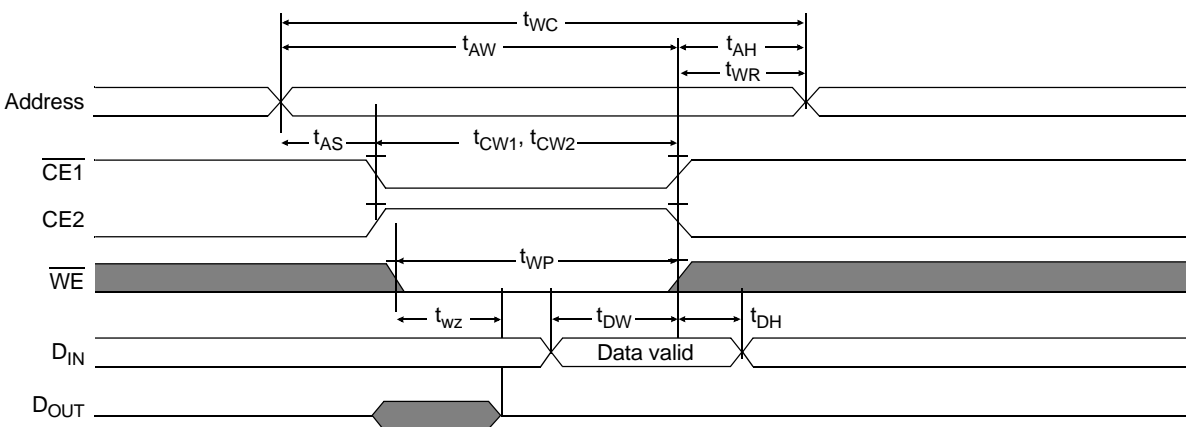 tWC
tAW
tAH
tWR
Address
tAS
tCW1, tCW2
CE1
CE2
tWP
WE
twz
tDW
tDH
DIN
Data valid
DOUT